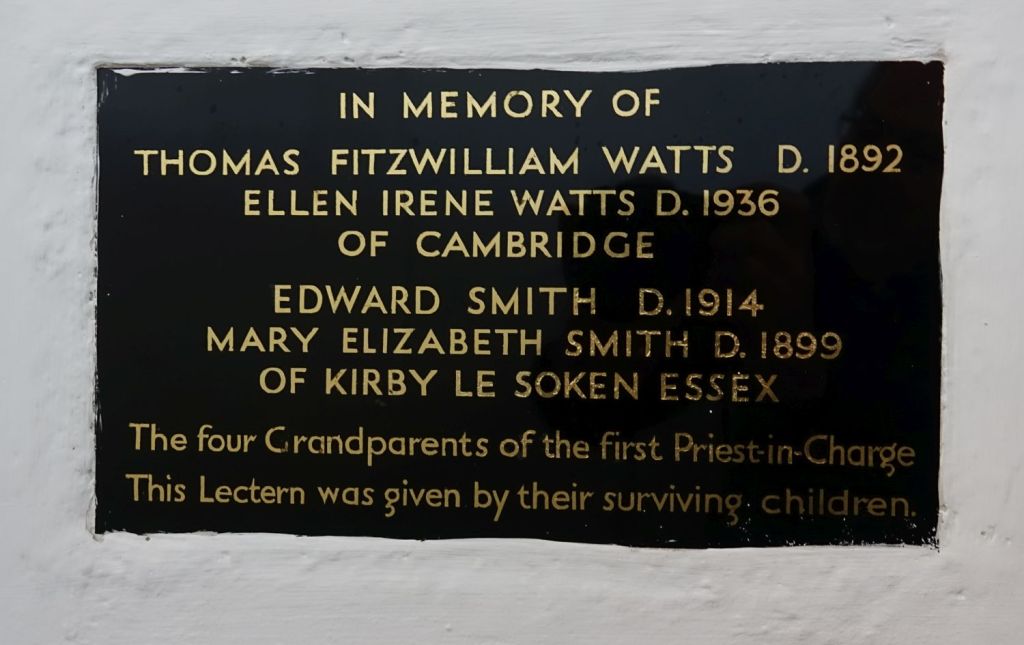 IN MEMORY OF
THOMAS FITZWILLIAM WATTS D. 1892
ELLEN IRENE WATTS D. 1936
OF CAMBRIDGE
EDWARD SMITH D. 1914
MARY ELIZABETH SMITH D. 1899
OF KIRBY LE SOKEN ESSEX
The four Grandparents of the first Priest-in-Charge
This Lectern was given by their surviving children.